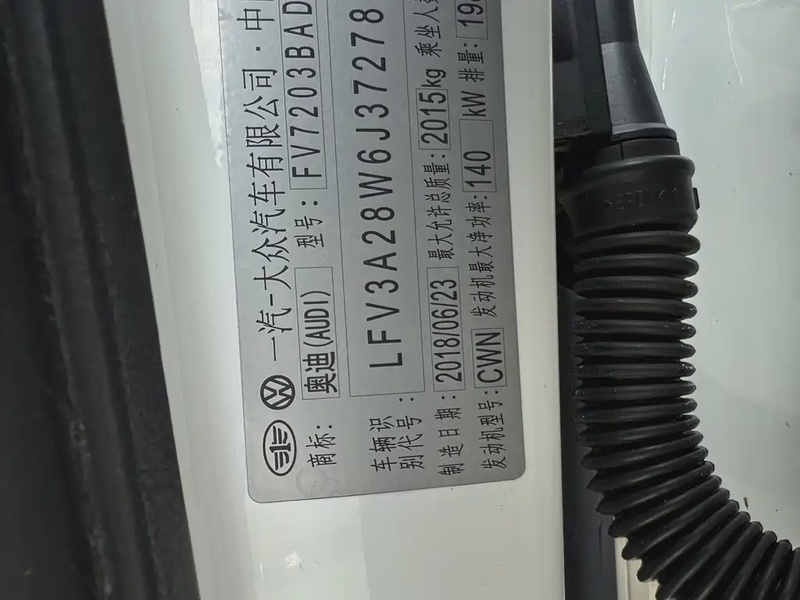 一汽-大众汽车有限公司·中
商标: 奥迪(AUDI) 型号: FV7203BAD
车辆识别代号: LFV3A28W6J37278
制造日期: 2018/06/23 最大允许总质量: 2015kg 乘坐人
发动机型号: CWN 发动机最大净功率: 140 kW 排量: 19